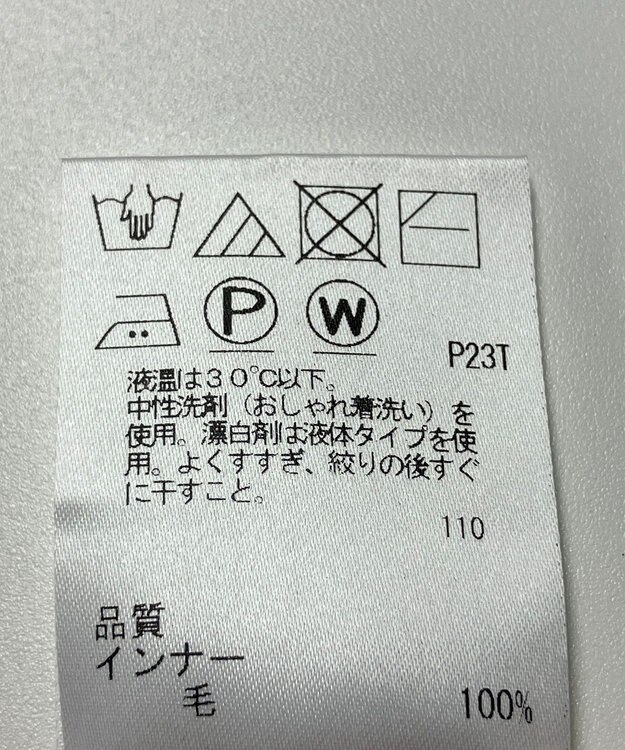 P W
P23T
液温は30℃以下。
中性洗剤（おしゃれ着洗い）を
使用。漂白剤は液体タイプを使
用。よくすすぎ、絞りの後すぐ
に干すこと。
110
品質
インナー
毛 100%